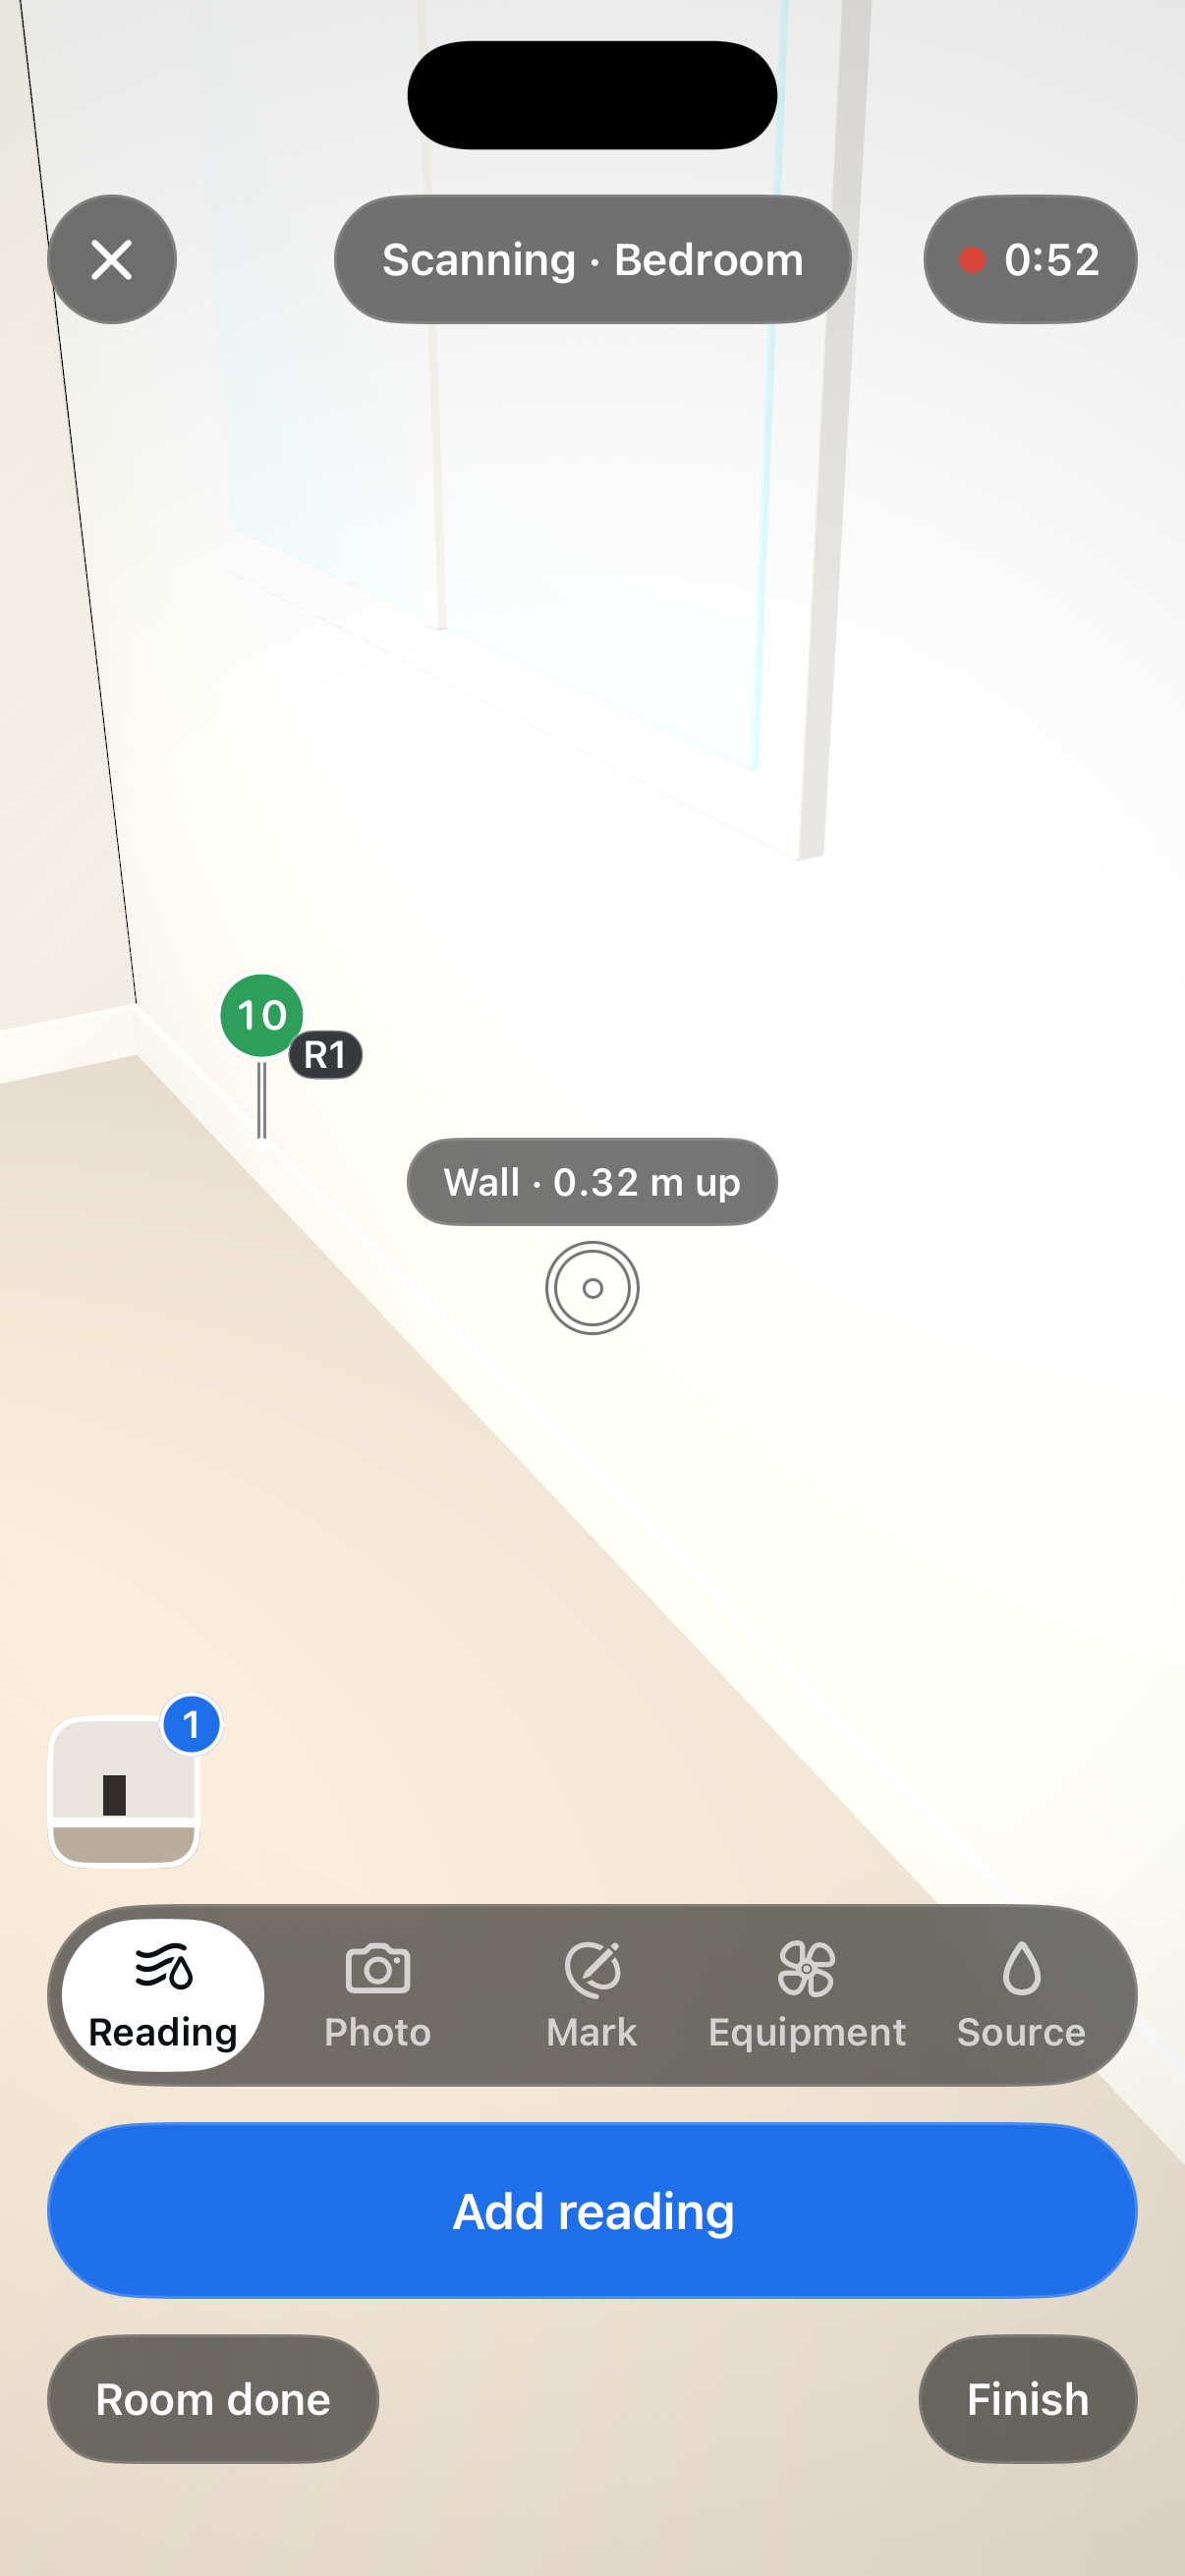 Scanning · Bedroom
0:52
10
R1
Wall · 0.32 m up
1
Reading
Photo
Mark
Equipment
Source
Add reading
Room done
Finish